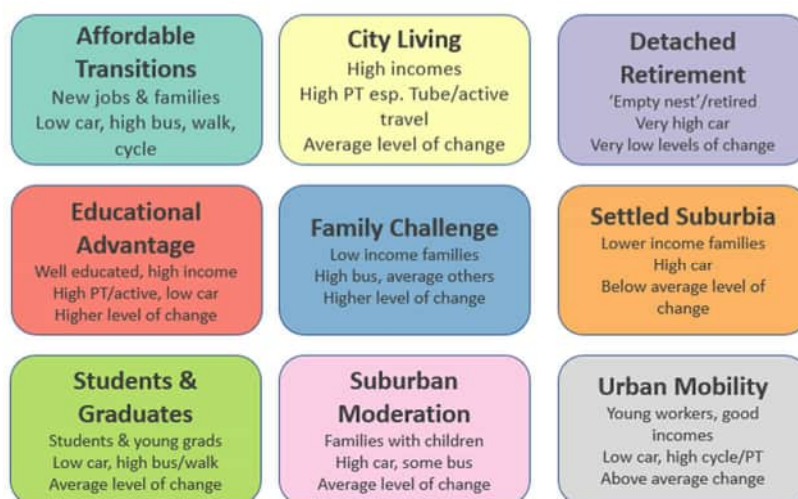 Affordable
Transitions
New jobs & families
Low car, high bus, walk,
cycle
City Living
High incomes
High PT esp. Tube/active
travel
Average level of change
Detached
Retirement
‘Empty nest’/retired
Very high car
Very low levels of change
Educational
Advantage
Well educated, high income
High PT/active, low car
Higher level of change
Family Challenge
Low income families
High bus, average others
Higher level of change
Settled Suburbia
Lower income families
High car
Below average level of
change
Students &
Graduates
Students & young grads
Low car, high bus/walk
Average level of change
Suburban
Moderation
Families with children
High car, some bus
Average level of change
Urban Mobility
Young workers, good
incomes
Low car, high cycle/PT
Above average change